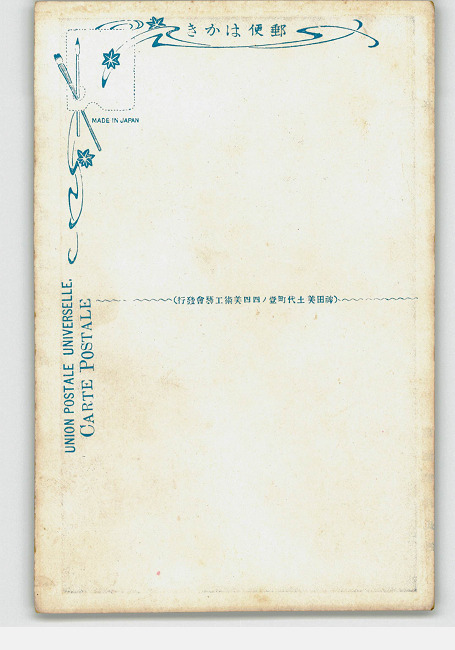 郵便はかき
MADE IN JAPAN
(神田美土代町壹ノ四四美術工藝會發行)
UNION POSTALE UNIVERSELLE.
CARTE POSTALE